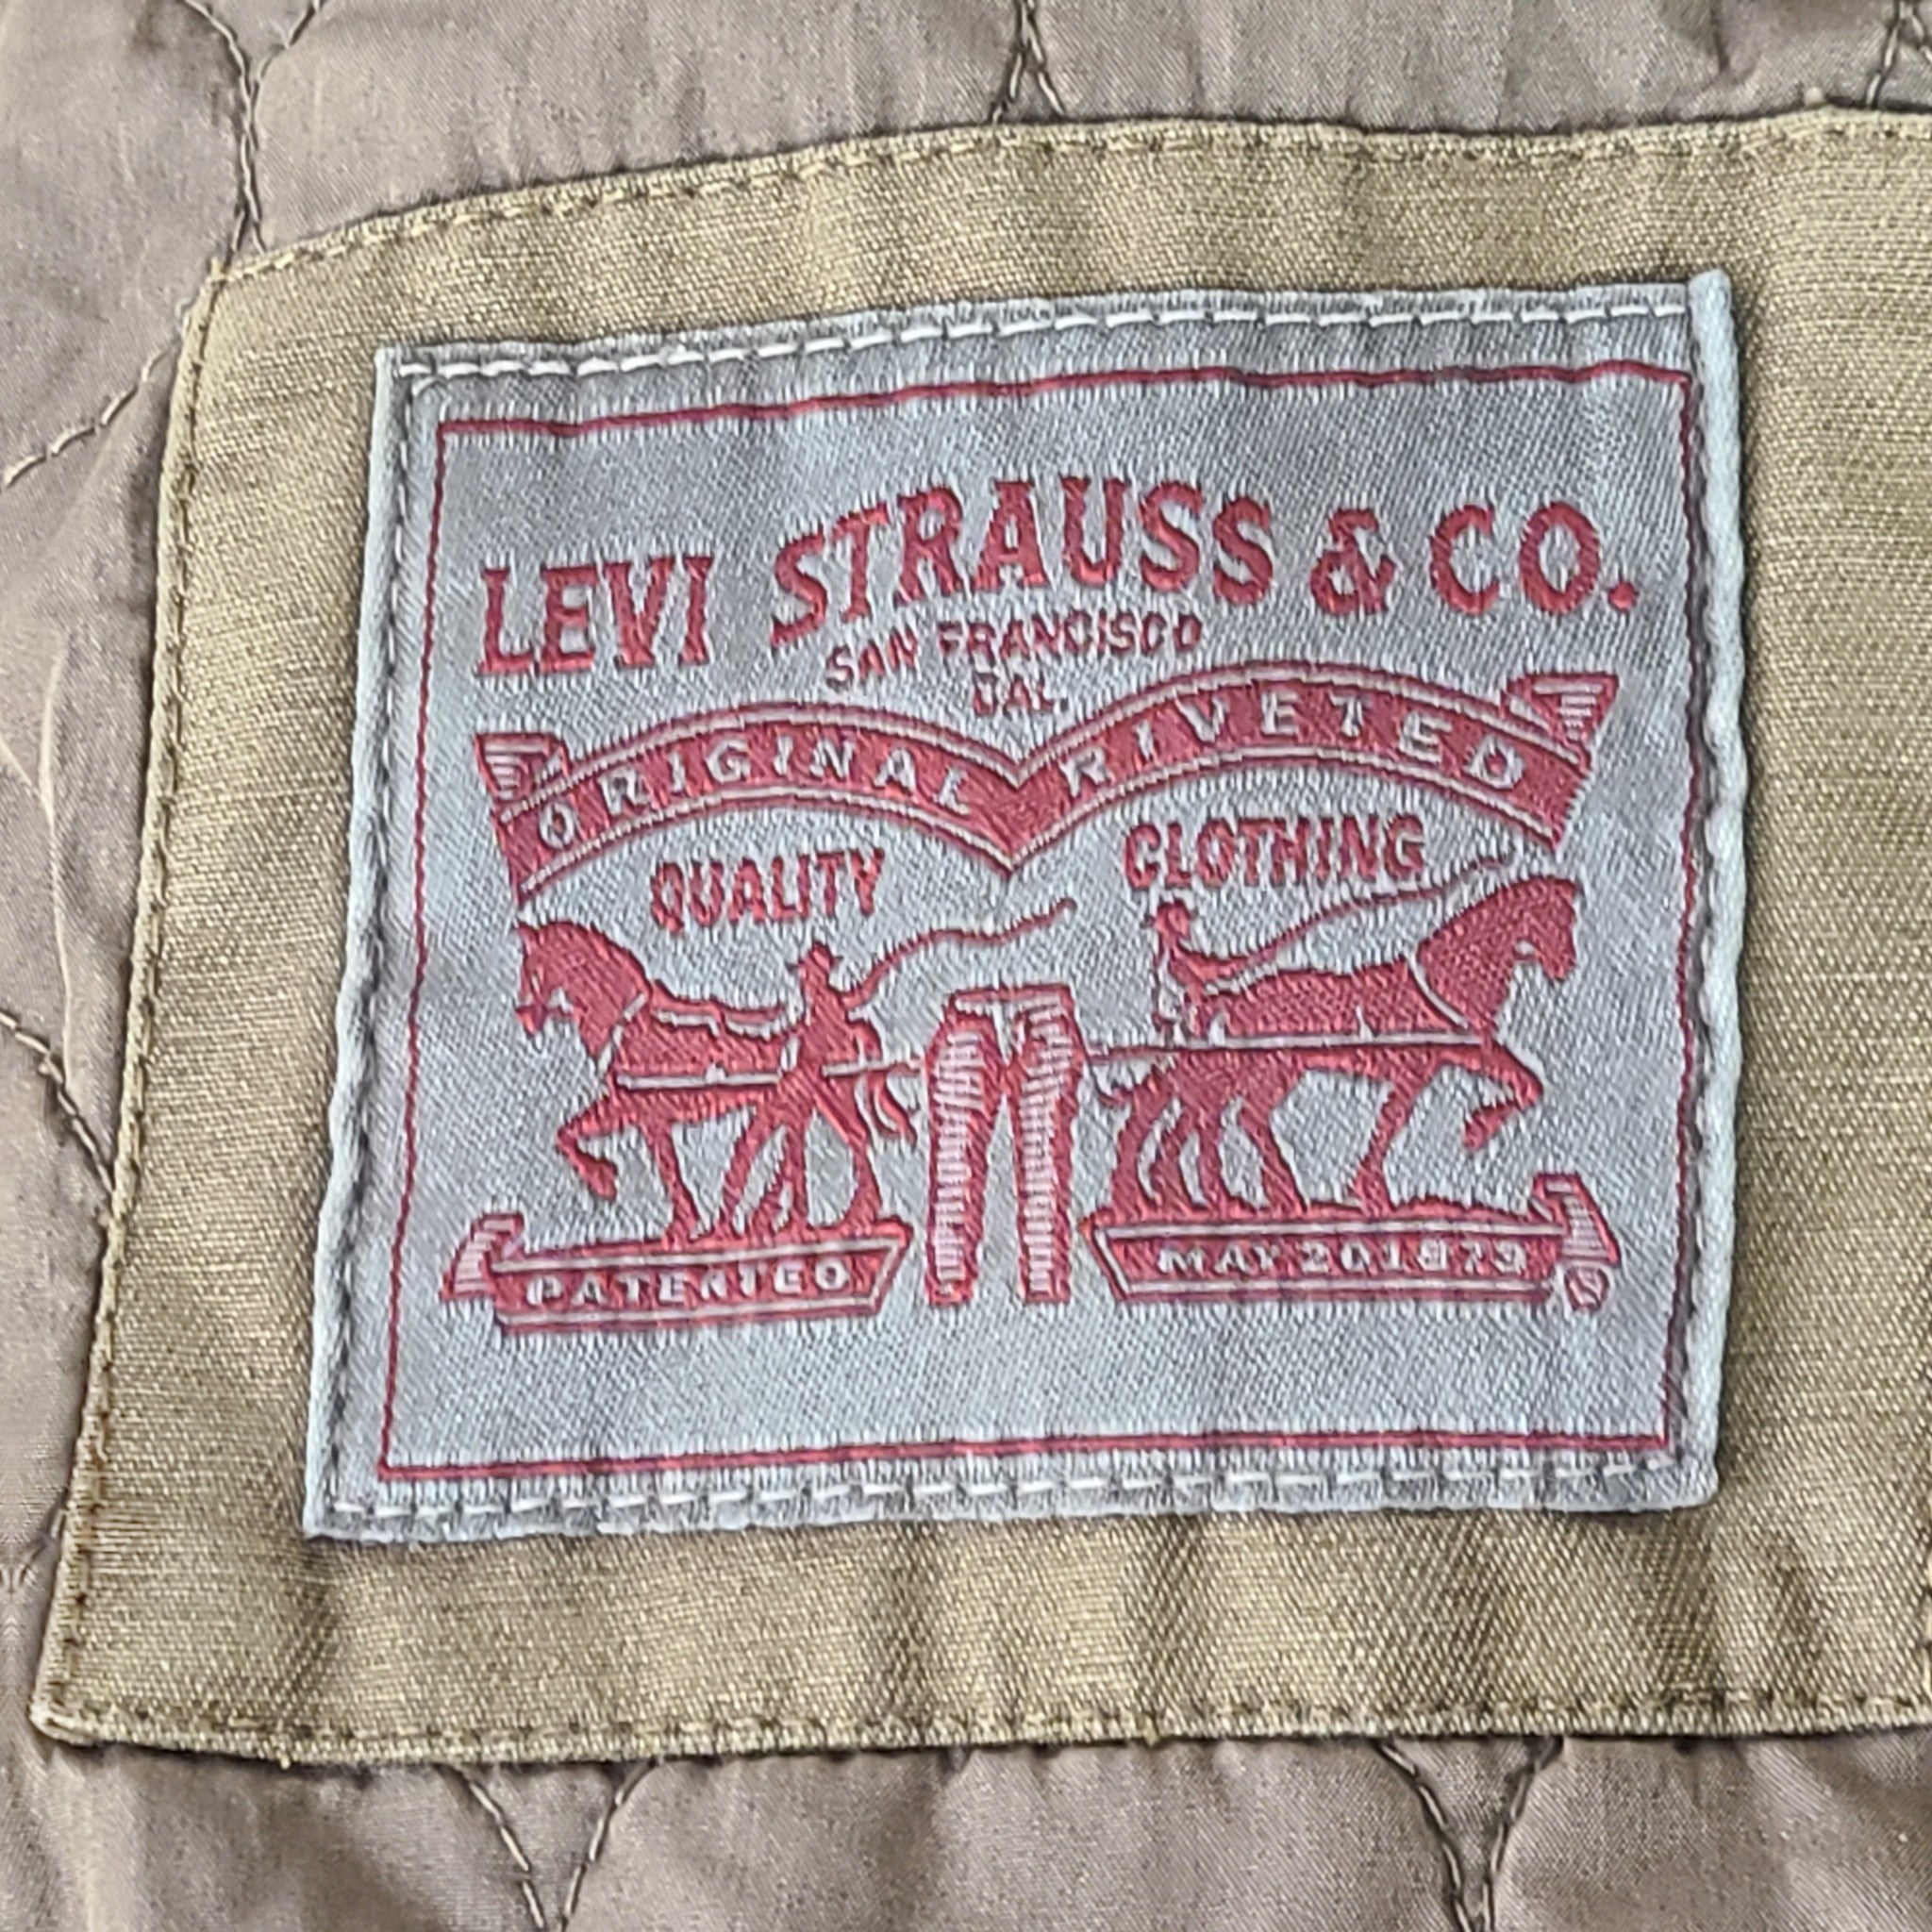 LEVI STRAUSS & CO.
SAN FRANCISCO
CAL.
ORIGINAL RIVETED
QUALITY CLOTHING
PATENTED MAY 20 1873
®